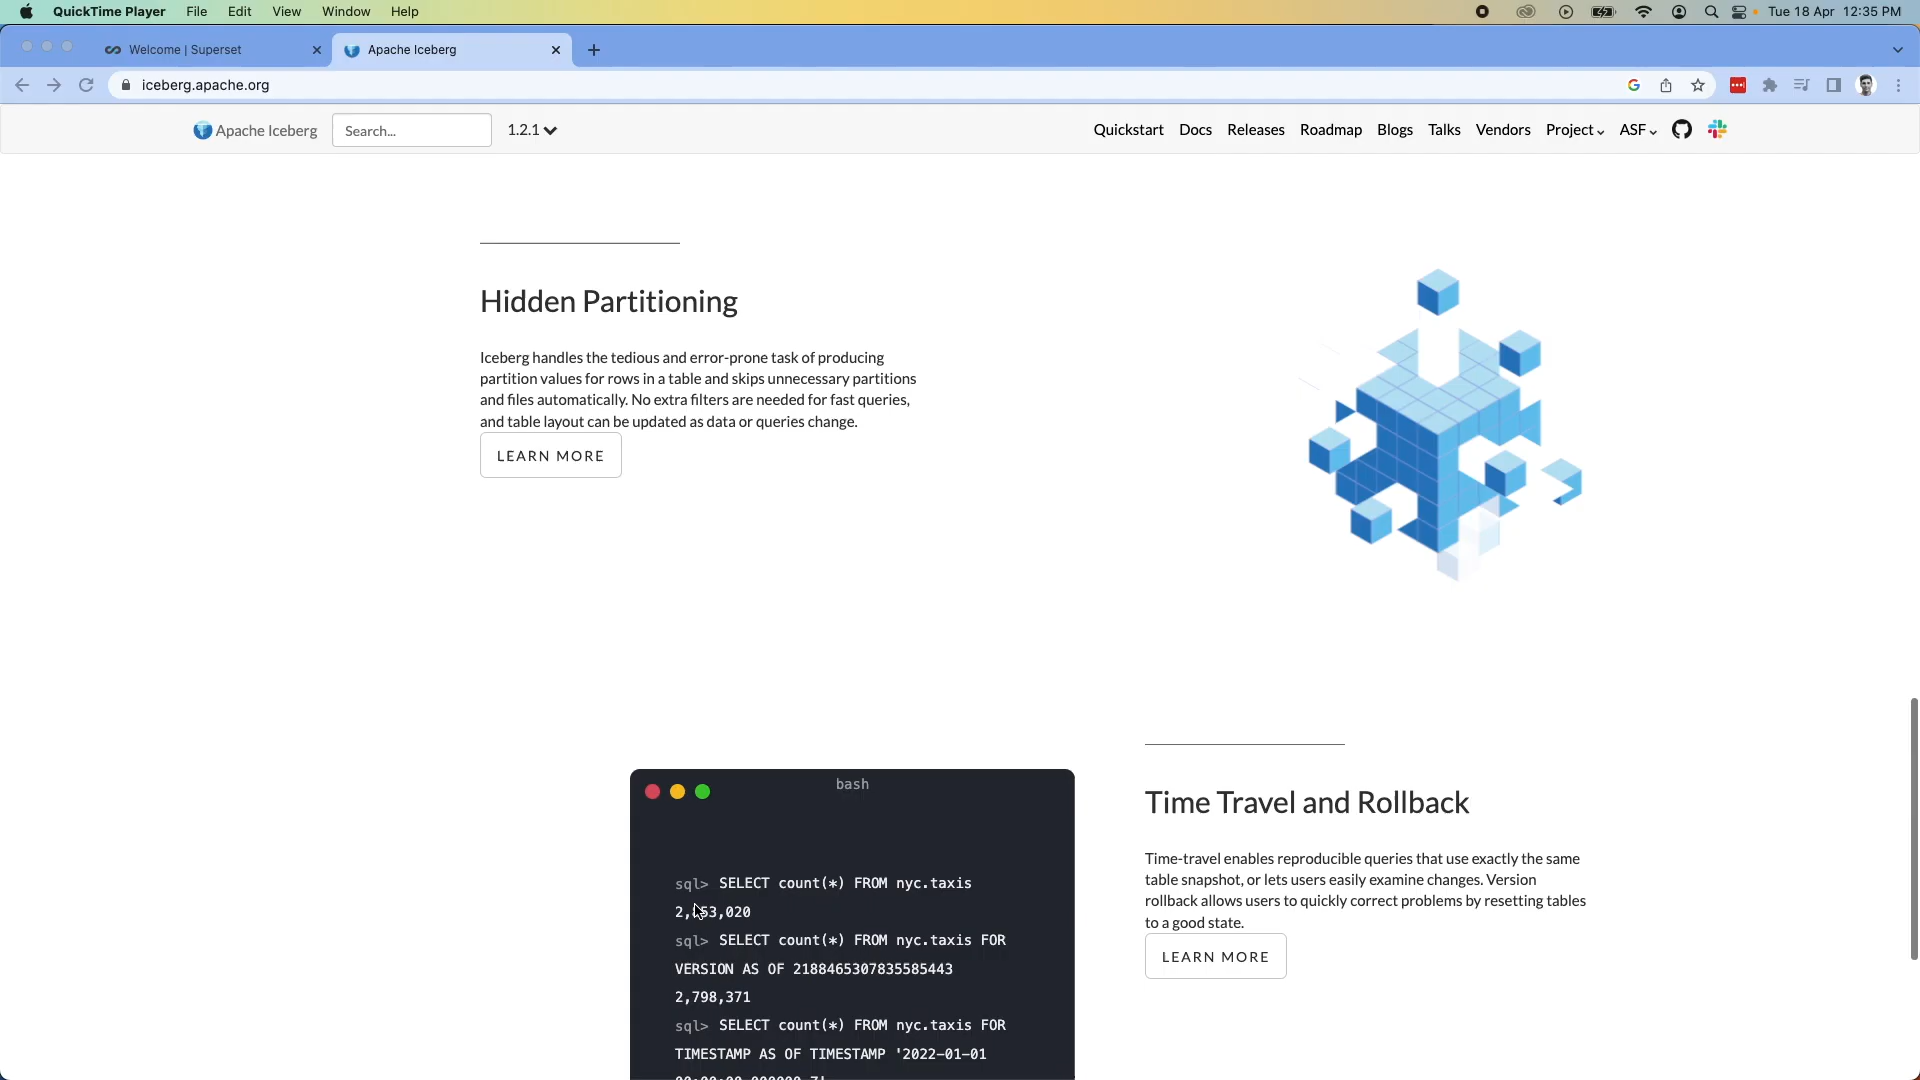 QuickTime Player File Edit View Window Help Tue 18 Apr 12:35 PM
Welcome | Superset Apache Iceberg
iceberg.apache.org
Apache Iceberg Search... 1.2.1 Quickstart Docs Releases Roadmap Blogs Talks Vendors Project ASF
Hidden Partitioning
Iceberg handles the tedious and error-prone task of producing
partition values for rows in a table and skips unnecessary partitions
and files automatically. No extra filters are needed for fast queries,
and table layout can be updated as data or queries change.
LEARN MORE
bash
sql> SELECT count(*) FROM nyc.taxis
sql> SELECT count(*) FROM nyc.taxis FOR
VERSION AS OF 2188465307835585443
2,798,371
sql> SELECT count(*) FROM nyc.taxis FOR
TIMESTAMP AS OF TIMESTAMP '2022-01-01
Time Travel and Rollback
Time-travel enables reproducible queries that use exactly the same
table snapshot, or lets users easily examine changes. Version
rollback allows users to quickly correct problems by resetting tables
to a good state.
LEARN MORE